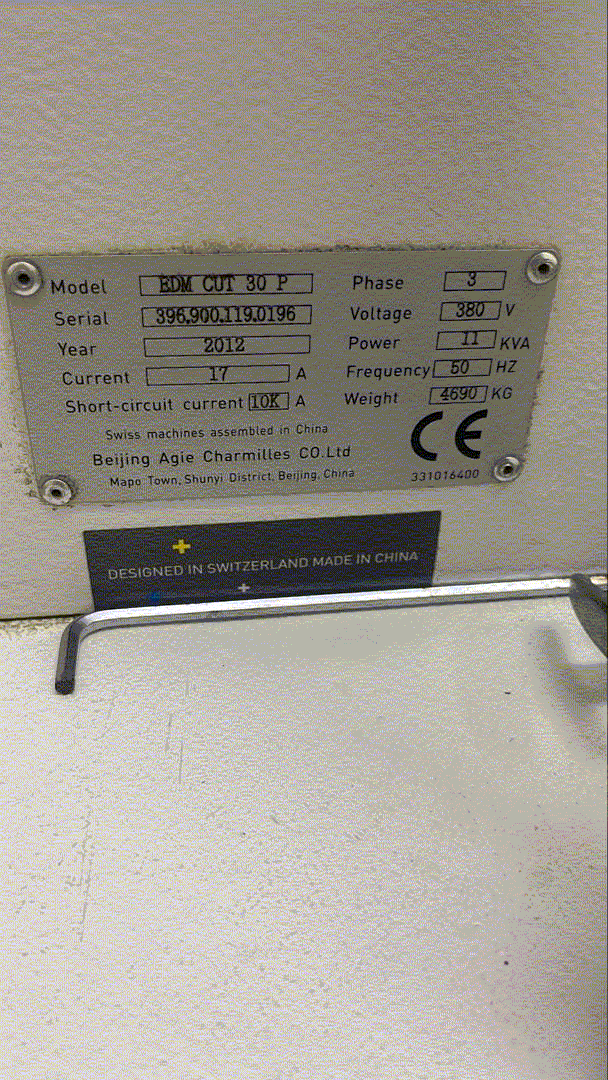 Model EDM CUT 30 P Phase 3
Serial 396.900.119.0196 Voltage 380 V
Year 2012 Power 11 KVA
Current 17 A Frequency 50 HZ
Short-circuit current 10K A Weight 4690 KG
Swiss machines assembled in China
Beijing Agie Charmilles CO.Ltd
Mapo Town, Shunyi District, Beijing, China
CE
331016400
DESIGNED IN SWITZERLAND MADE IN CHINA